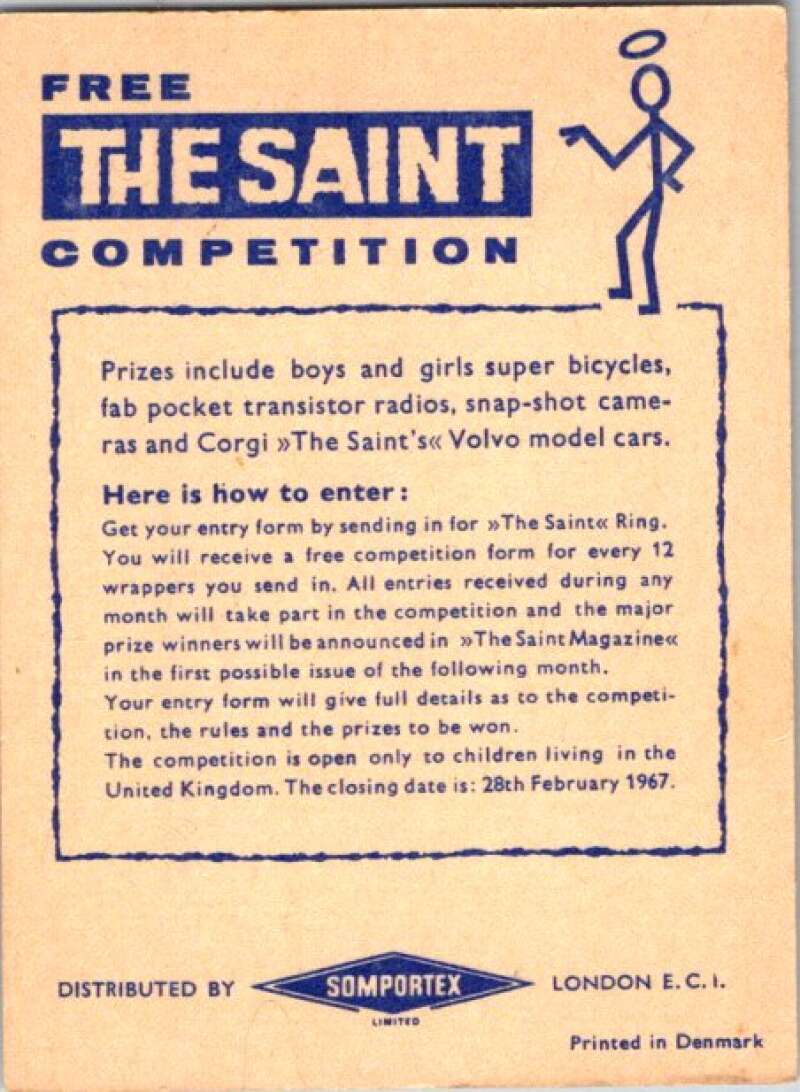 FREE
THE SAINT
COMPETITION
Prizes include boys and girls super bicycles,
fab pocket transistor radios, snap-shot came-
ras and Corgi »The Saint's« Volvo model cars.
Here is how to enter:
Get your entry form by sending in for »The Saint« Ring.
You will receive a free competition form for every 12
wrappers you send in. All entries received during any
month will take part in the competition and the major
prize winners will be announced in »The Saint Magazine«
in the first possible issue of the following month.
Your entry form will give full details as to the competi-
tion, the rules and the prizes to be won.
The competition is open only to children living in the
United Kingdom. The closing date is: 28th February 1967.
DISTRIBUTED BY SOMPORTEX LONDON E.C.1.
LIMITED
Printed in Denmark